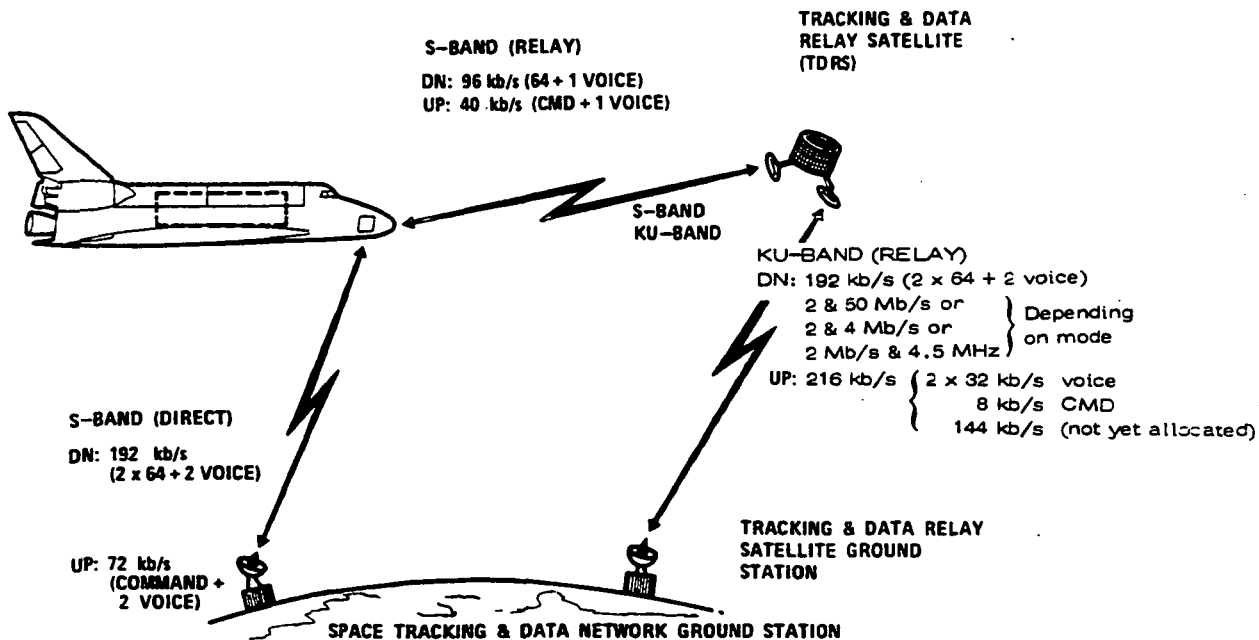 TRACKING & DATA
RELAY SATELLITE
(TDRS)
S-BAND (RELAY)
DN: 96 kb/s (64 + 1 VOICE)
UP: 40 kb/s (CMD + 1 VOICE)
S-BAND
KU-BAND
KU-BAND (RELAY)
DN: 192 kb/s (2 x 64 + 2 voice)
2 & 50 Mb/s or
2 & 4 Mb/s or
2 Mb/s & 4.5 MHz
Depending
on mode
UP: 216 kb/s
2 x 32 kb/s voice
8 kb/s CMD
144 kb/s (not yet allocated)
S-BAND (DIRECT)
DN: 192 kb/s
(2 x 64 + 2 VOICE)
UP: 72 kb/s
(COMMAND +
2 VOICE)
TRACKING & DATA RELAY
SATELLITE GROUND
STATION
SPACE TRACKING & DATA NETWORK GROUND STATION